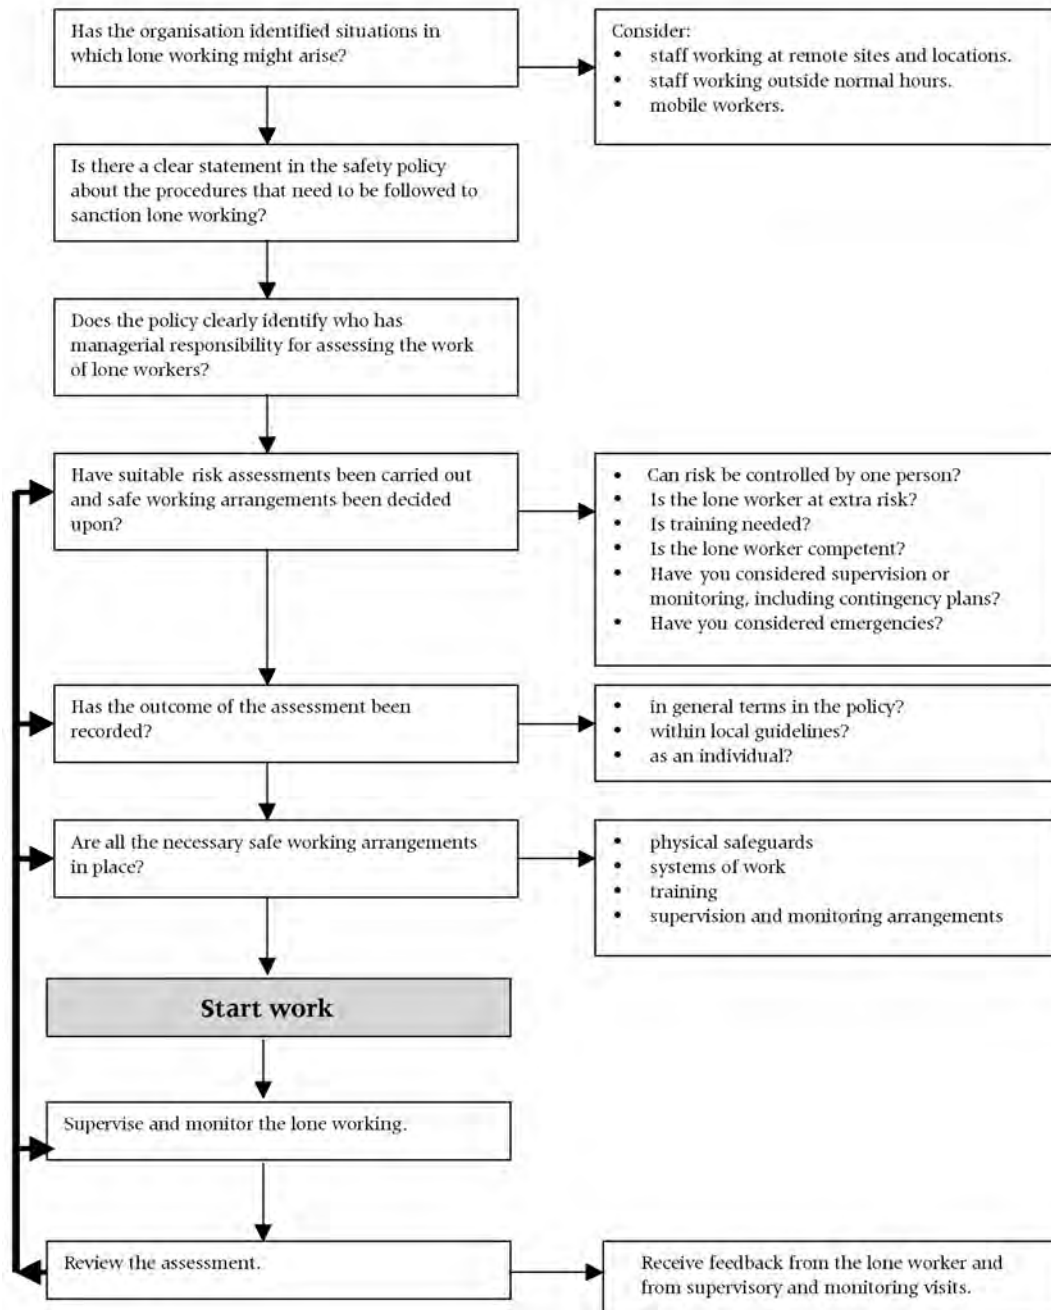 Has the organisation identified situations in
which lone working might arise?
Consider:
• staff working at remote sites and locations.
• staff working outside normal hours.
• mobile workers.
Is there a clear statement in the safety policy
about the procedures that need to be followed to
sanction lone working?
Does the policy clearly identify who has
managerial responsibility for assessing the work
of lone workers?
Have suitable risk assessments been carried out
and safe working arrangements been decided
upon?
• Can risk be controlled by one person?
• Is the lone worker at extra risk?
• Is training needed?
• Is the lone worker competent?
• Have you considered supervision or
monitoring, including contingency plans?
• Have you considered emergencies?
Has the outcome of the assessment been
recorded?
• in general terms in the policy?
• within local guidelines?
• as an individual?
Are all the necessary safe working arrangements
in place?
• physical safeguards
• systems of work
• training
• supervision and monitoring arrangements
Start work
Supervise and monitor the lone working.
Review the assessment.
Receive feedback from the lone worker and
from supervisory and monitoring visits.